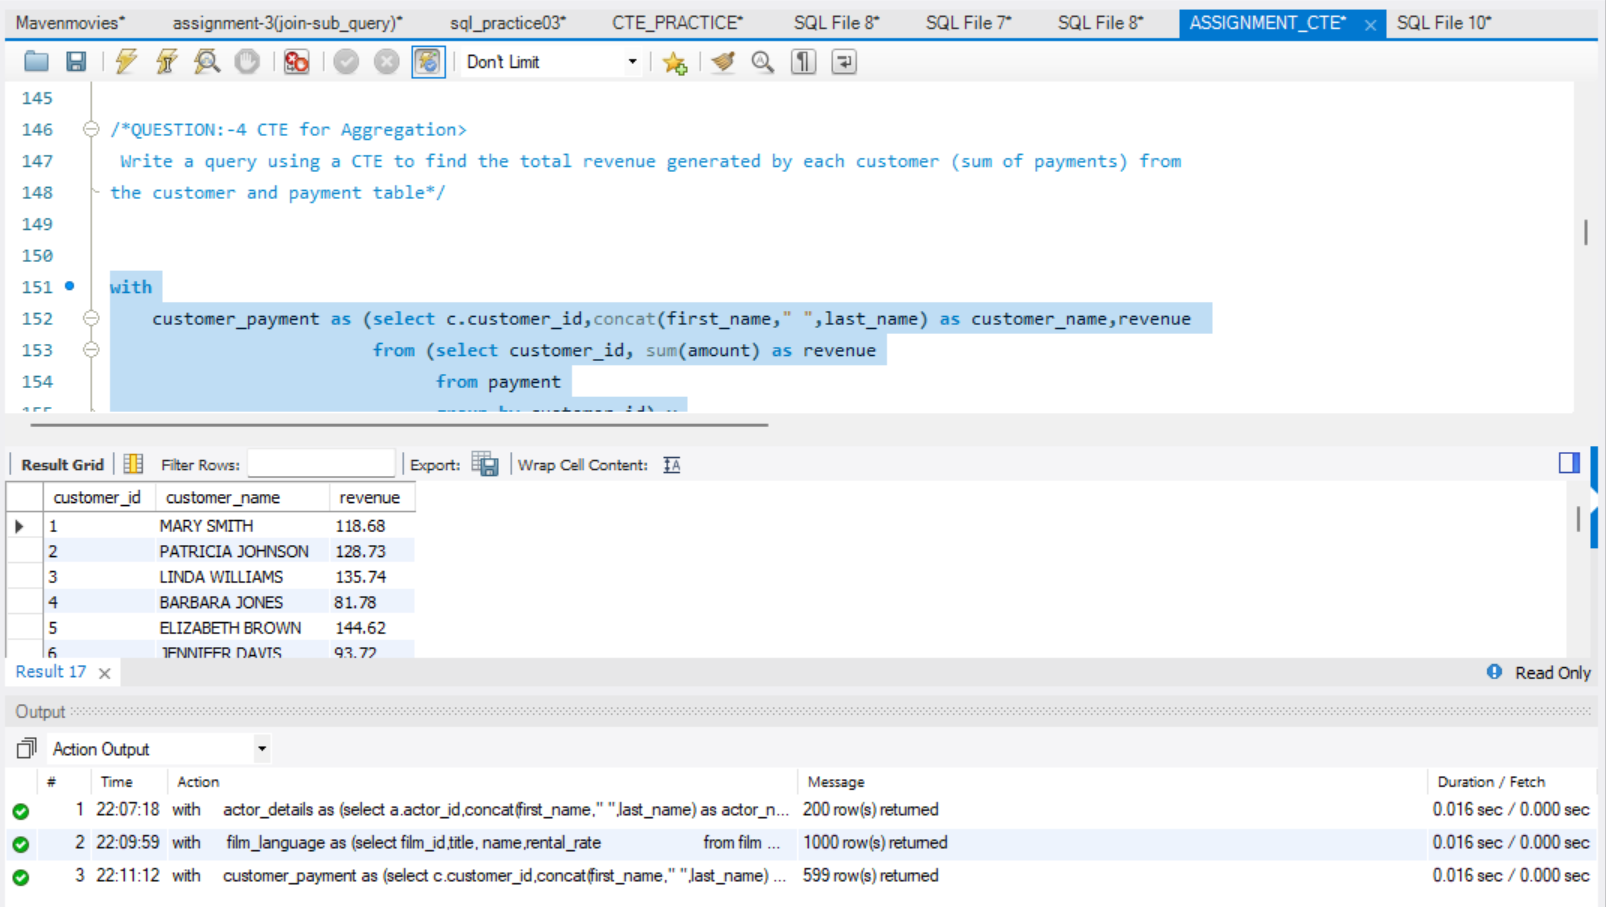 Mavenmovies* assignment-3(join-sub_query)* sql_practice03* CTE_PRACTICE* SQL File 8* SQL File 7* SQL File 8* ASSIGNMENT_CTE* SQL File 10*
Don't Limit
145
146 /*QUESTION:-4 CTE for Aggregation>
147 Write a query using a CTE to find the total revenue generated by each customer (sum of payments) from
148 the customer and payment table*/
149
150
151 with
152 customer_payment as (select c.customer_id,concat(first_name," ",last_name) as customer_name,revenue
153 from (select customer_id, sum(amount) as revenue
154 from payment
155 group by customer_id)
Result Grid Filter Rows: Export: Wrap Cell Content:
customer_id customer_name revenue
1 MARY SMITH 118.68
2 PATRICIA JOHNSON 128.73
3 LINDA WILLIAMS 135.74
4 BARBARA JONES 81.78
5 ELIZABETH BROWN 144.62
6 JENNIFER DAVIS 93.72
Result 17 Read Only
Output
Action Output
# Time Action Message Duration / Fetch
1 22:07:18 with actor_details as (select a.actor_id,concat(first_name," ",last_name) as actor_n... 200 row(s) returned 0.016 sec / 0.000 sec
2 22:09:59 with film_language as (select film_id,title, name,rental_rate from film ... 1000 row(s) returned 0.016 sec / 0.000 sec
3 22:11:12 with customer_payment as (select c.customer_id,concat(first_name," ",last_name) ... 599 row(s) returned 0.016 sec / 0.000 sec